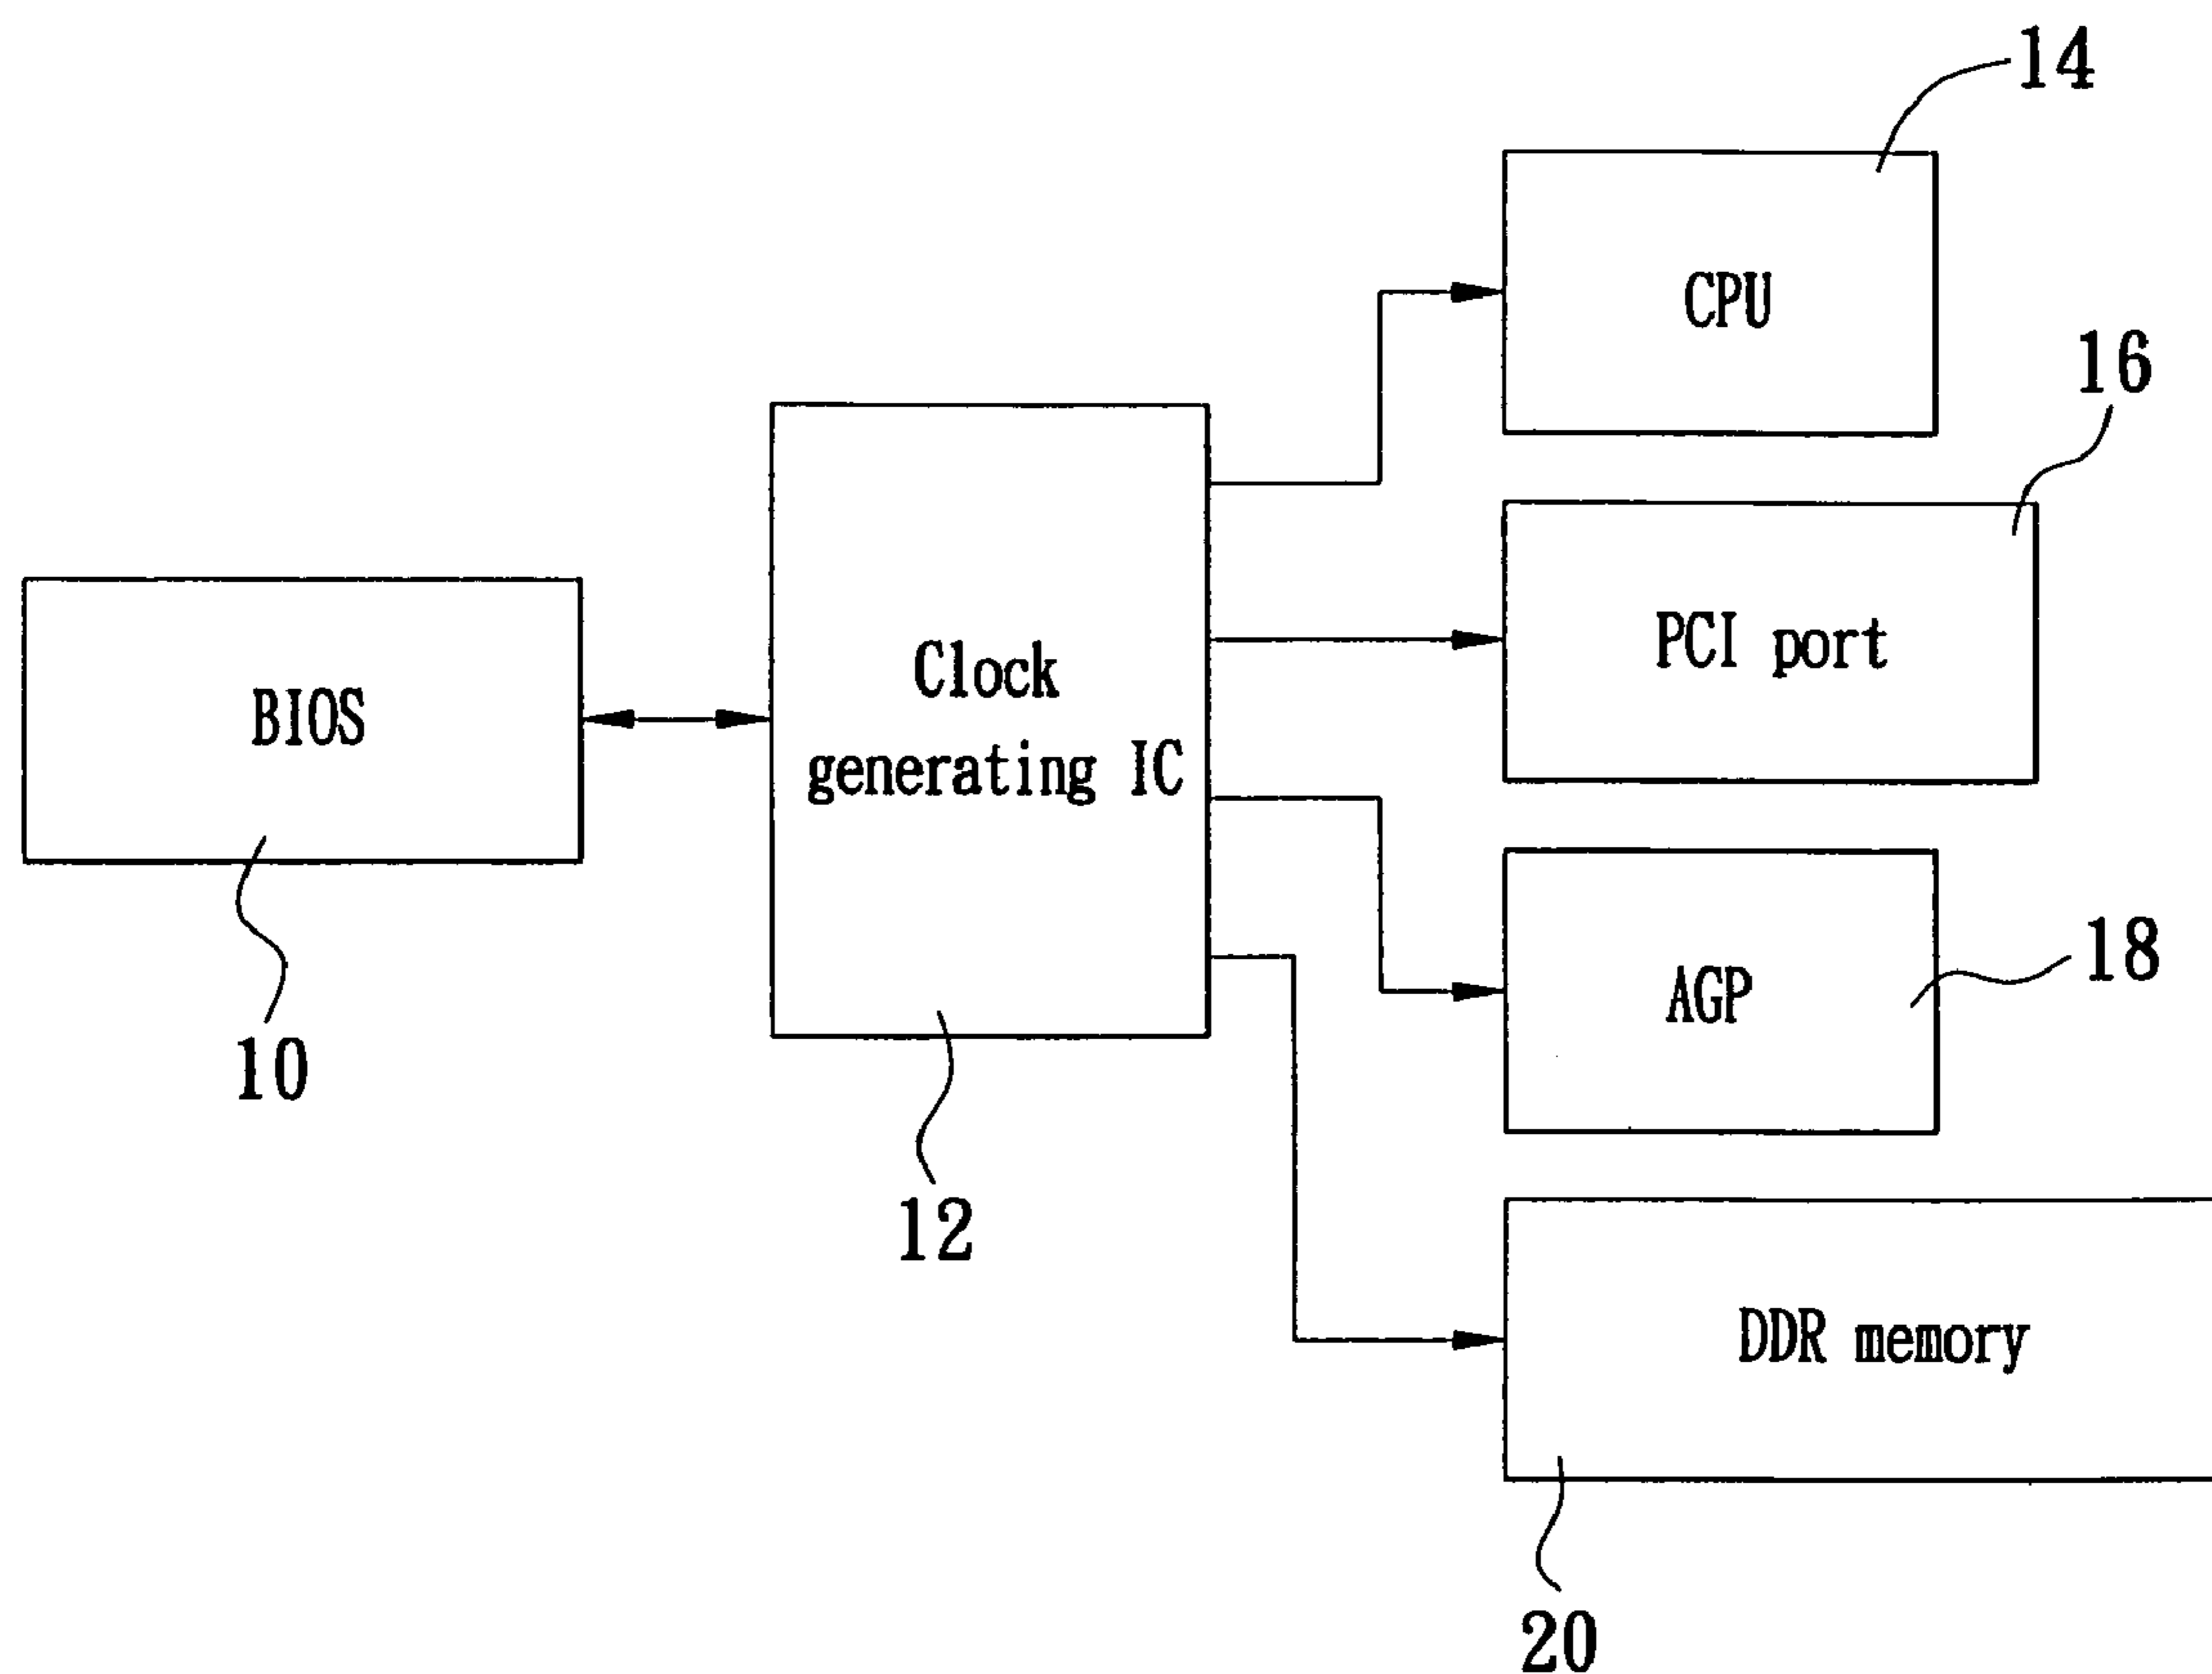 14
CPU
16
PCI port
Clock
generating IC
BIOS
AGP
18
10
12
DDR memory
20